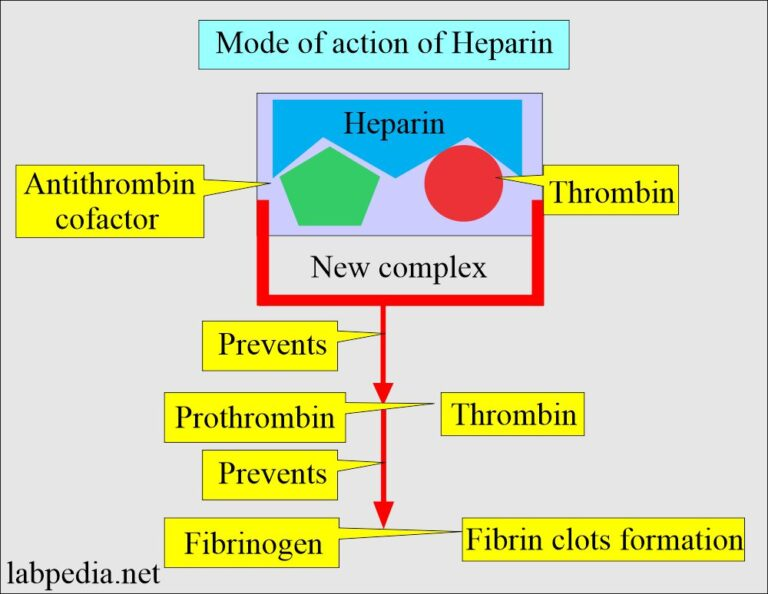 Mode of action of Heparin
Heparin
Antithrombin
cofactor
Thrombin
New complex
Prevents
Prothrombin
Thrombin
Prevents
Fibrinogen
Fibrin clots formation
labpedia.net